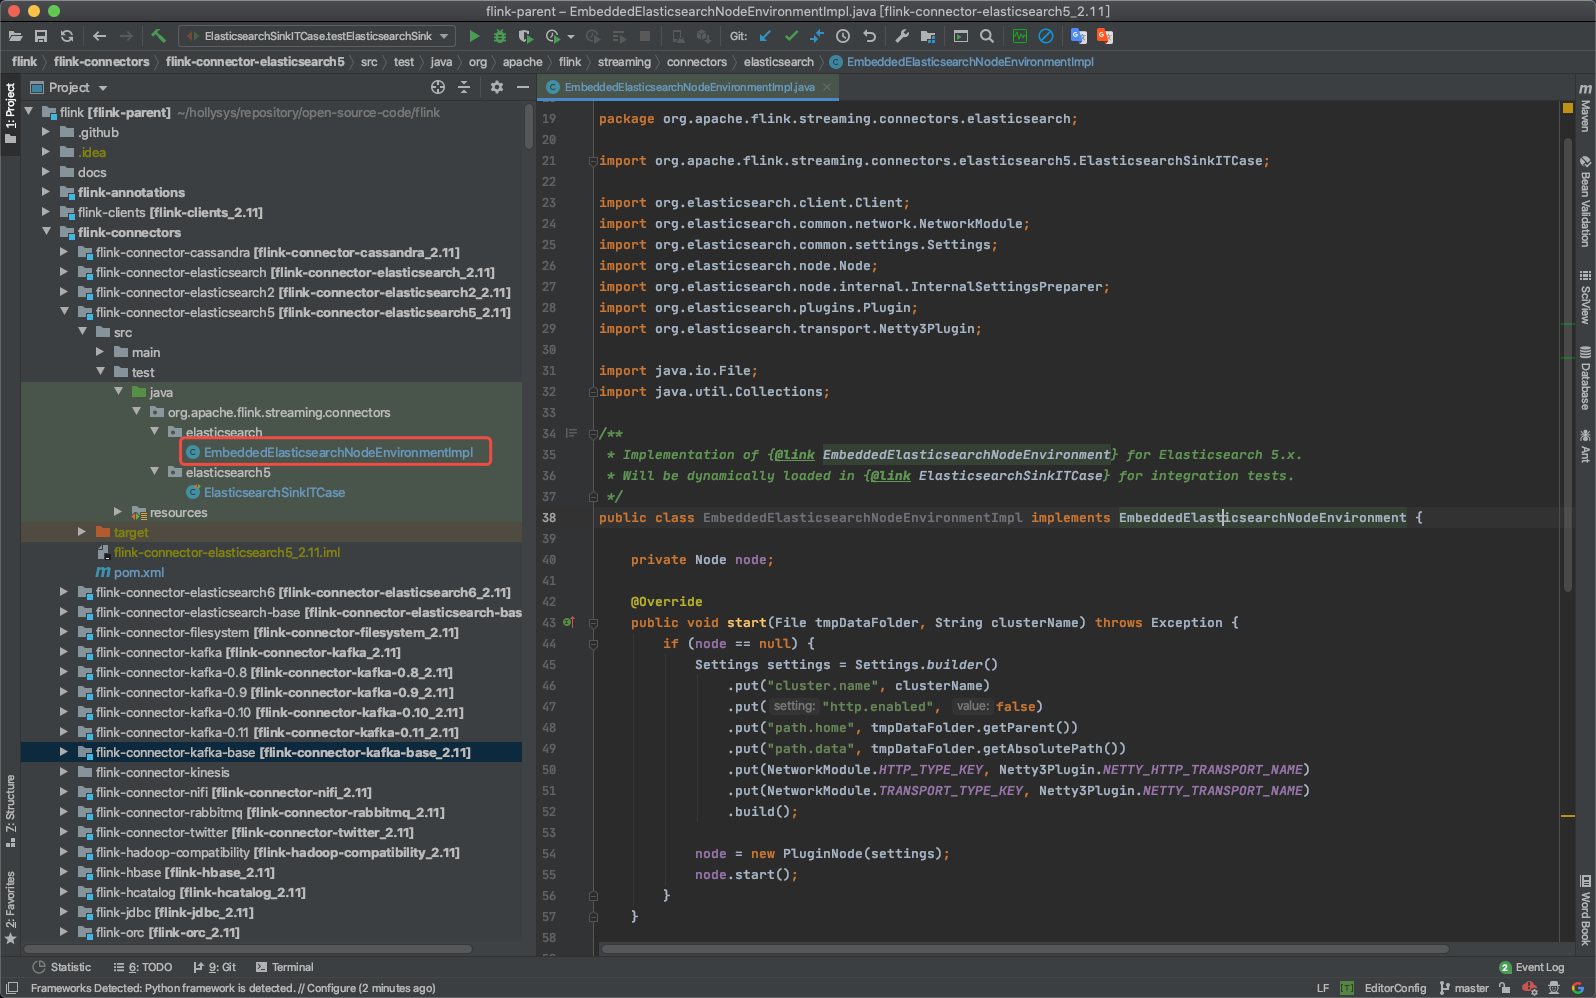 flink-parent – EmbeddedElasticsearchNodeEnvironmentImpl.java [flink-connector-elasticsearch5_2.11]
ElasticsearchSinkITCase.testElasticsearchSink
Git:
flink
flink-connectors
flink-connector-elasticsearch5
src
test
java
org
apache
flink
streaming
connectors
elasticsearch
EmbeddedElasticsearchNodeEnvironmentImpl
Project
EmbeddedElasticsearchNodeEnvironmentImpl.java
1: Project
Z: Structure
2: Favorites
flink [flink-parent] ~/hollysys/repository/open-source-code/flink
.github
.idea
docs
flink-annotations
flink-clients [flink-clients_2.11]
flink-connectors
flink-connector-cassandra [flink-connector-cassandra_2.11]
flink-connector-elasticsearch [flink-connector-elasticsearch_2.11]
flink-connector-elasticsearch2 [flink-connector-elasticsearch2_2.11]
flink-connector-elasticsearch5 [flink-connector-elasticsearch5_2.11]
src
main
test
java
org.apache.flink.streaming.connectors
elasticsearch
EmbeddedElasticsearchNodeEnvironmentImpl
elasticsearch5
ElasticsearchSinkITCase
resources
target
flink-connector-elasticsearch5_2.11.iml
pom.xml
flink-connector-elasticsearch6 [flink-connector-elasticsearch6_2.11]
flink-connector-elasticsearch-base [flink-connector-elasticsearch-bas
flink-connector-filesystem [flink-connector-filesystem_2.11]
flink-connector-kafka [flink-connector-kafka_2.11]
flink-connector-kafka-0.8 [flink-connector-kafka-0.8_2.11]
flink-connector-kafka-0.9 [flink-connector-kafka-0.9_2.11]
flink-connector-kafka-0.10 [flink-connector-kafka-0.10_2.11]
flink-connector-kafka-0.11 [flink-connector-kafka-0.11_2.11]
flink-connector-kafka-base [flink-connector-kafka-base_2.11]
flink-connector-kinesis
flink-connector-nifi [flink-connector-nifi_2.11]
flink-connector-rabbitmq [flink-connector-rabbitmq_2.11]
flink-connector-twitter [flink-connector-twitter_2.11]
flink-hadoop-compatibility [flink-hadoop-compatibility_2.11]
flink-hbase [flink-hbase_2.11]
flink-hcatalog [flink-hcatalog_2.11]
flink-jdbc [flink-jdbc_2.11]
flink-orc [flink-orc_2.11]
19 package org.apache.flink.streaming.connectors.elasticsearch;
20
21 import org.apache.flink.streaming.connectors.elasticsearch5.ElasticsearchSinkITCase;
22
23 import org.elasticsearch.client.Client;
24 import org.elasticsearch.common.network.NetworkModule;
25 import org.elasticsearch.common.settings.Settings;
26 import org.elasticsearch.node.Node;
27 import org.elasticsearch.node.internal.InternalSettingsPreparer;
28 import org.elasticsearch.plugins.Plugin;
29 import org.elasticsearch.transport.Netty3Plugin;
30
31 import java.io.File;
32 import java.util.Collections;
33
34 /**
35 * Implementation of {@link EmbeddedElasticsearchNodeEnvironment} for Elasticsearch 5.x.
36 * Will be dynamically loaded in {@link ElasticsearchSinkITCase} for integration tests.
37 */
38 public class EmbeddedElasticsearchNodeEnvironmentImpl implements EmbeddedElasticsearchNodeEnvironment {
39
40 private Node node;
41
42 @Override
43 public void start(File tmpDataFolder, String clusterName) throws Exception {
44 if (node == null) {
45 Settings settings = Settings.builder()
46 .put("cluster.name", clusterName)
47 .put( setting: "http.enabled", value: false)
48 .put("path.home", tmpDataFolder.getParent())
49 .put("path.data", tmpDataFolder.getAbsolutePath())
50 .put(NetworkModule.HTTP_TYPE_KEY, Netty3Plugin.NETTY_HTTP_TRANSPORT_NAME)
51 .put(NetworkModule.TRANSPORT_TYPE_KEY, Netty3Plugin.NETTY_TRANSPORT_NAME)
52 .build();
53
54 node = new PluginNode(settings);
55 node.start();
56 }
57 }
58
m Maven
Bean Validation
SciView
Database
Ant
Word Book
Statistic
6: TODO
9: Git
Terminal
2 Event Log
Frameworks Detected: Python framework is detected. // Configure (2 minutes ago)
LF
EditorConfig
master